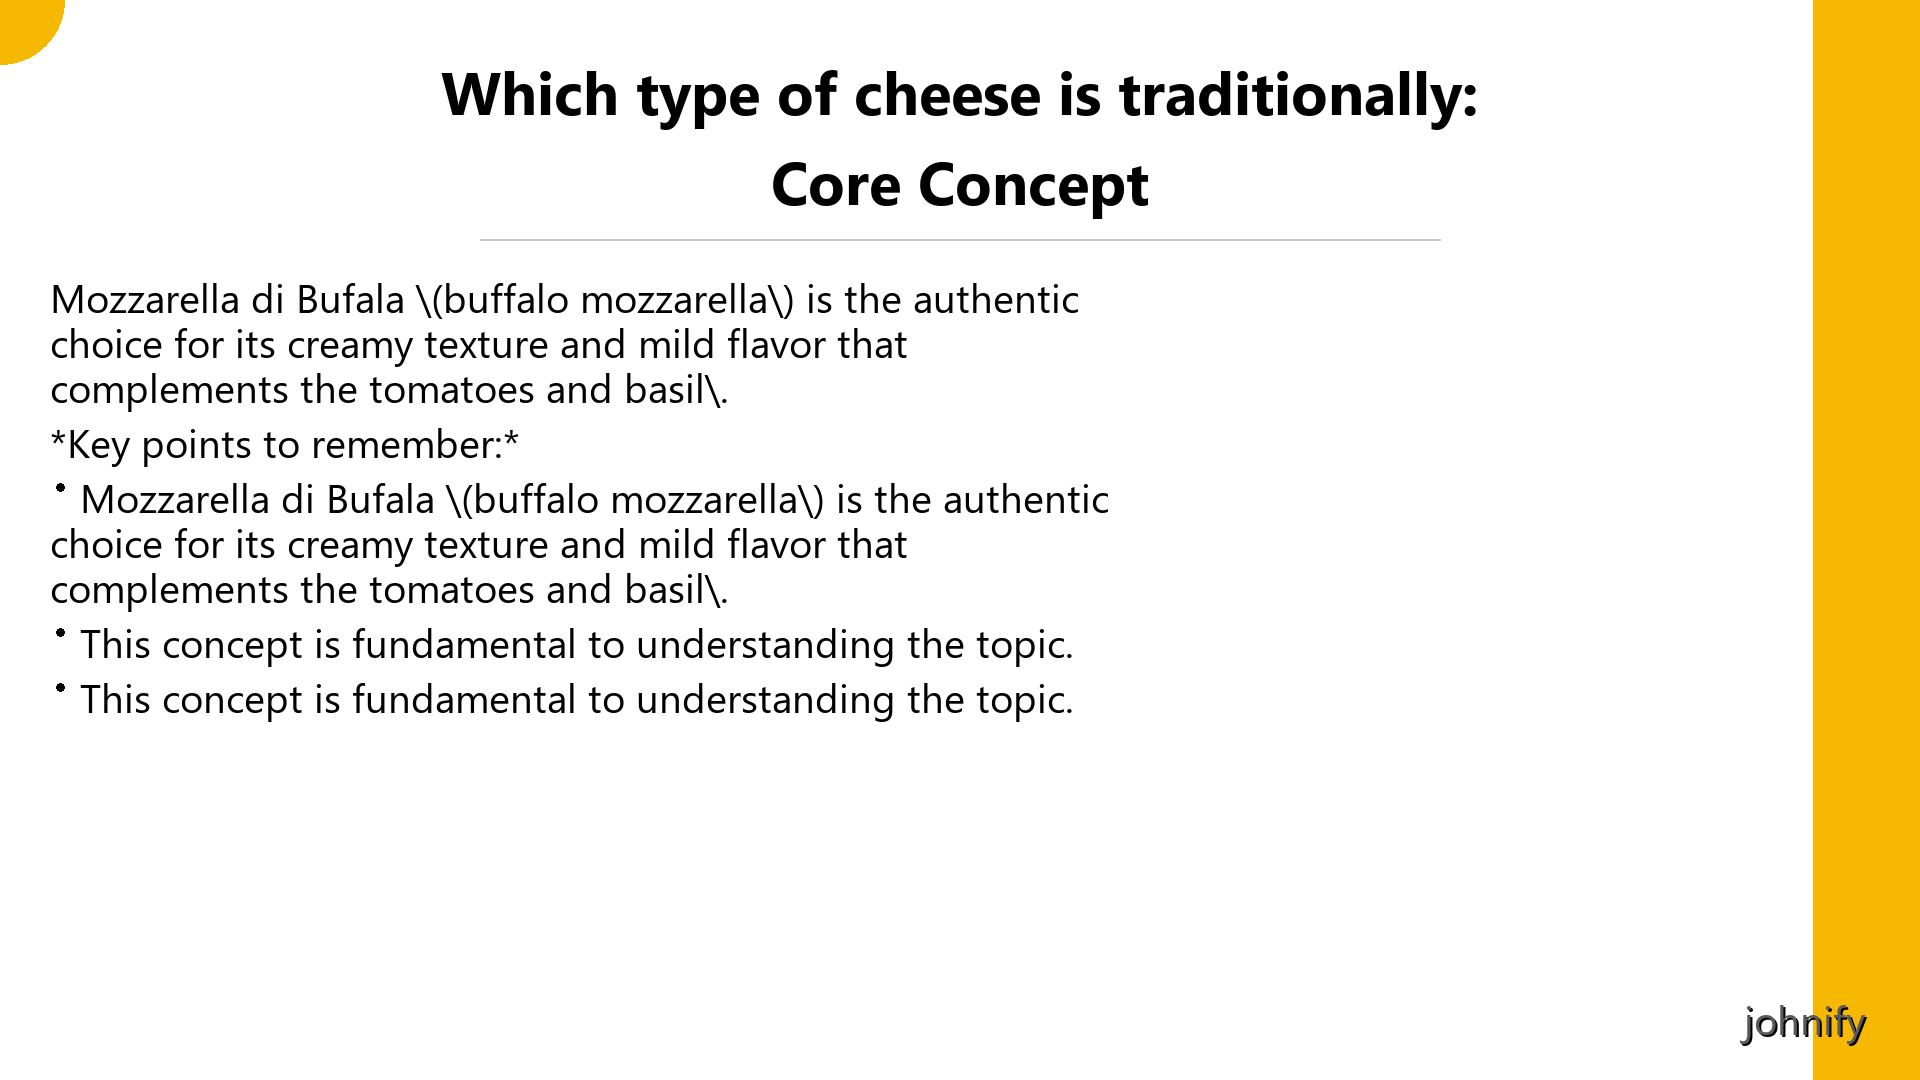 Which type of cheese is traditionally:
Core Concept
Mozzarella di Bufala \(buffalo mozzarella\) is the authentic
choice for its creamy texture and mild flavor that
complements the tomatoes and basil\.
*Key points to remember:*
• Mozzarella di Bufala \(buffalo mozzarella\) is the authentic
choice for its creamy texture and mild flavor that
complements the tomatoes and basil\.
• This concept is fundamental to understanding the topic.
• This concept is fundamental to understanding the topic.
johnify